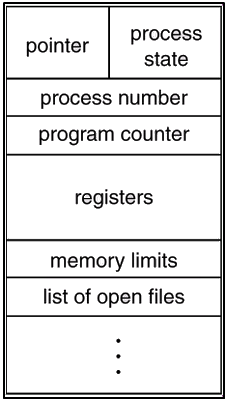 pointer
process
state
process number
program counter
registers
memory limits
list of open files